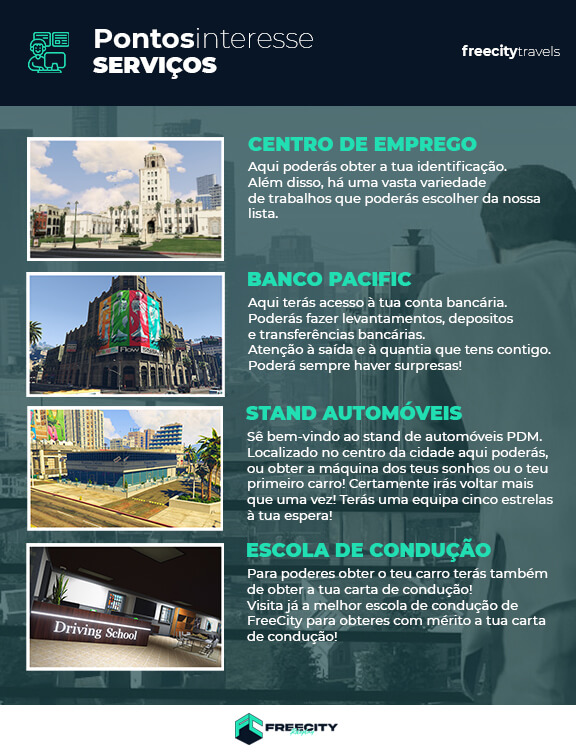 Pontosinteresse
SERVIÇOS
freecitytravels
CENTRO DE EMPREGO
Aqui poderás obter a tua identificação.
Além disso, há uma vasta variedade
de trabalhos que poderás escolher da nossa
lista.
BANCO PACIFIC
Aqui terás acesso à tua conta bancária.
Poderás fazer levantamentos, depositos
e transferências bancárias.
Atenção à saída e à quantia que tens contigo.
Poderá sempre haver surpresas!
Flow
STAND AUTOMÓVEIS
Sê bem-vindo ao stand de automóveis PDM.
Localizado no centro da cidade aqui poderás,
ou obter a máquina dos teus sonhos ou o teu
primeiro carro! Certamente irás voltar mais
que uma vez! Terás uma equipa cinco estrelas
à tua espera!
ESCOLA DE CONDUÇÃO
Para poderes obter o teu carro terás também
de obter a tua carta de condução!
Visita já a melhor escola de condução de
FreeCity para obteres com mérito a tua carta
de condução!
Driving School
FREECITY